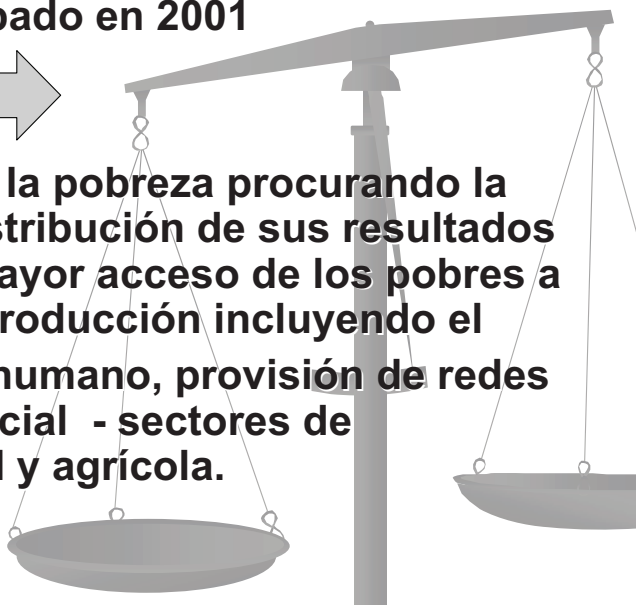 bado en 2001
la pobreza procurando la
stribución de sus resultados
ayor acceso de los pobres a
roducción incluyendo el
humano, provisión de redes
cial - sectores de
l y agrícola.